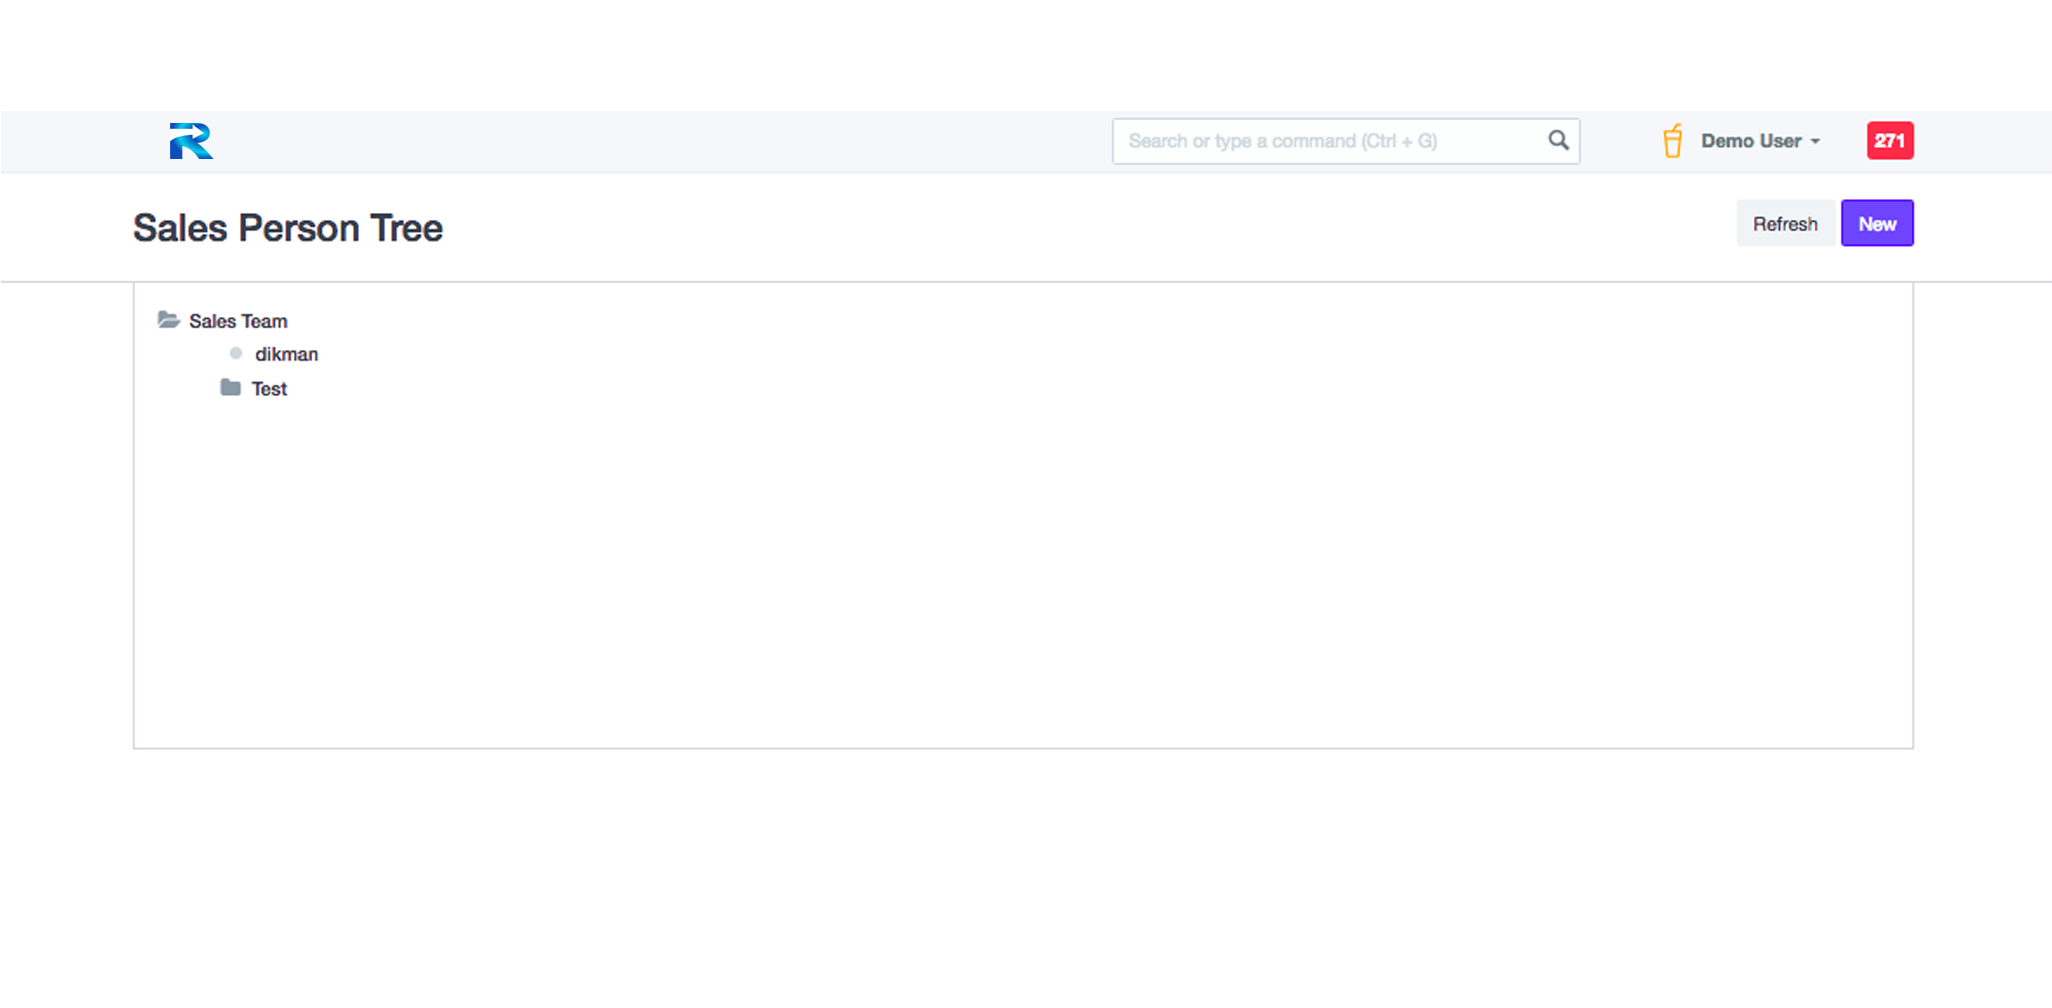 Search or type a command (Ctrl + G)
Demo User
271
Sales Person Tree
Refresh
New
Sales Team
dikman
Test